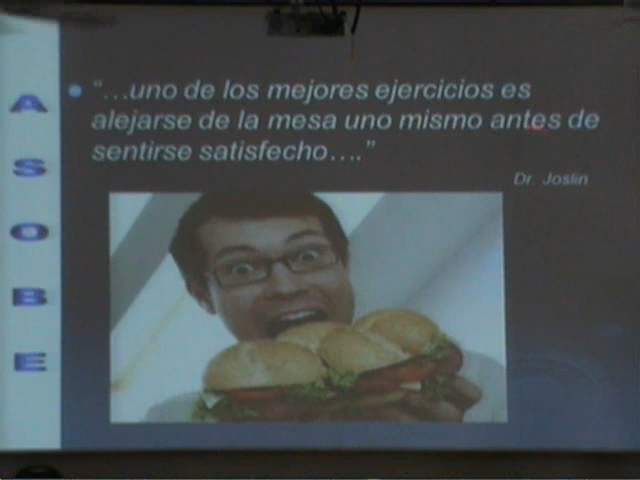 "…uno de los mejores ejercicios es
alejarse de la mesa uno mismo antes de
sentirse satisfecho…."
Dr. Joslin
A
S
O
B
E